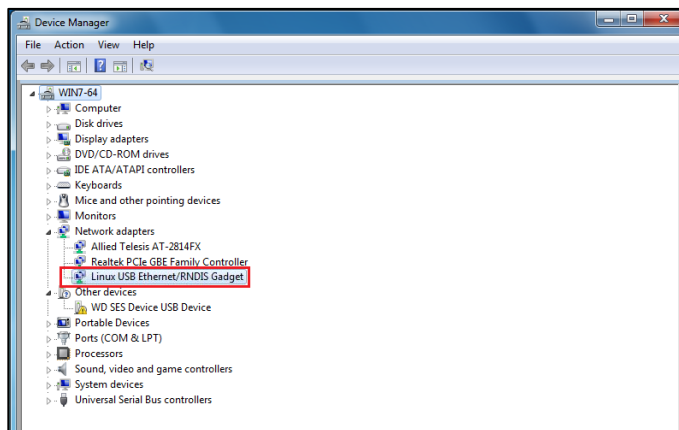 Device Manager
File Action View Help
WIN7-64
Computer
Disk drives
Display adapters
DVD/CD-ROM drives
IDE ATA/ATAPI controllers
Keyboards
Mice and other pointing devices
Monitors
Network adapters
Allied Telesis AT-2814FX
Realtek PCIe GBE Family Controller
Linux USB Ethernet/RNDIS Gadget
Other devices
WD SES Device USB Device
Portable Devices
Ports (COM & LPT)
Processors
Sound, video and game controllers
System devices
Universal Serial Bus controllers